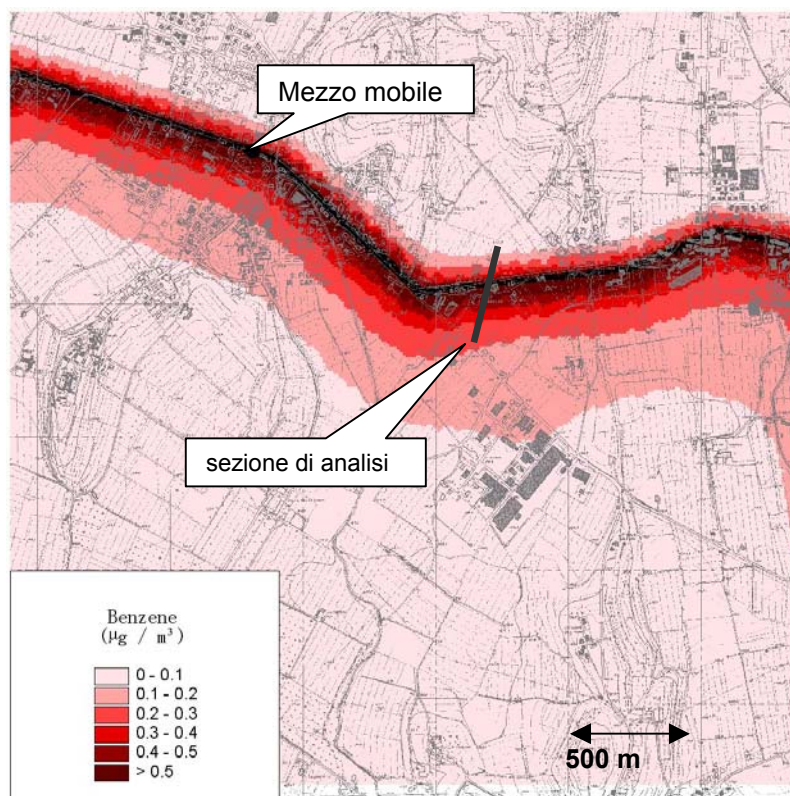 Mezzo mobile
sezione di analisi
Benzene
(µg / m³)
0 - 0.1
0.1 - 0.2
0.2 - 0.3
0.3 - 0.4
0.4 - 0.5
> 0.5
500 m